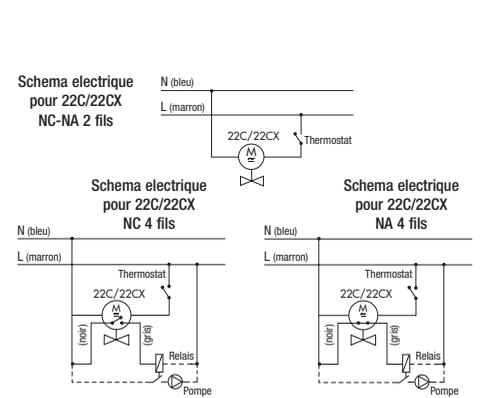 Schema electrique
pour 22C/22CX
NC-NA 2 fils
N (bleu)
L (marron)
22C/22CX
Thermostat
M
Schema electrique
pour 22C/22CX
NC 4 fils
N (bleu)
L (marron)
Thermostat
22C/22CX
M
(noir)
(gris)
Relais
Pompe
Schema electrique
pour 22C/22CX
NA 4 fils
N (bleu)
L (marron)
Thermostat
22C/22CX
M
(noir)
(gris)
Relais
Pompe